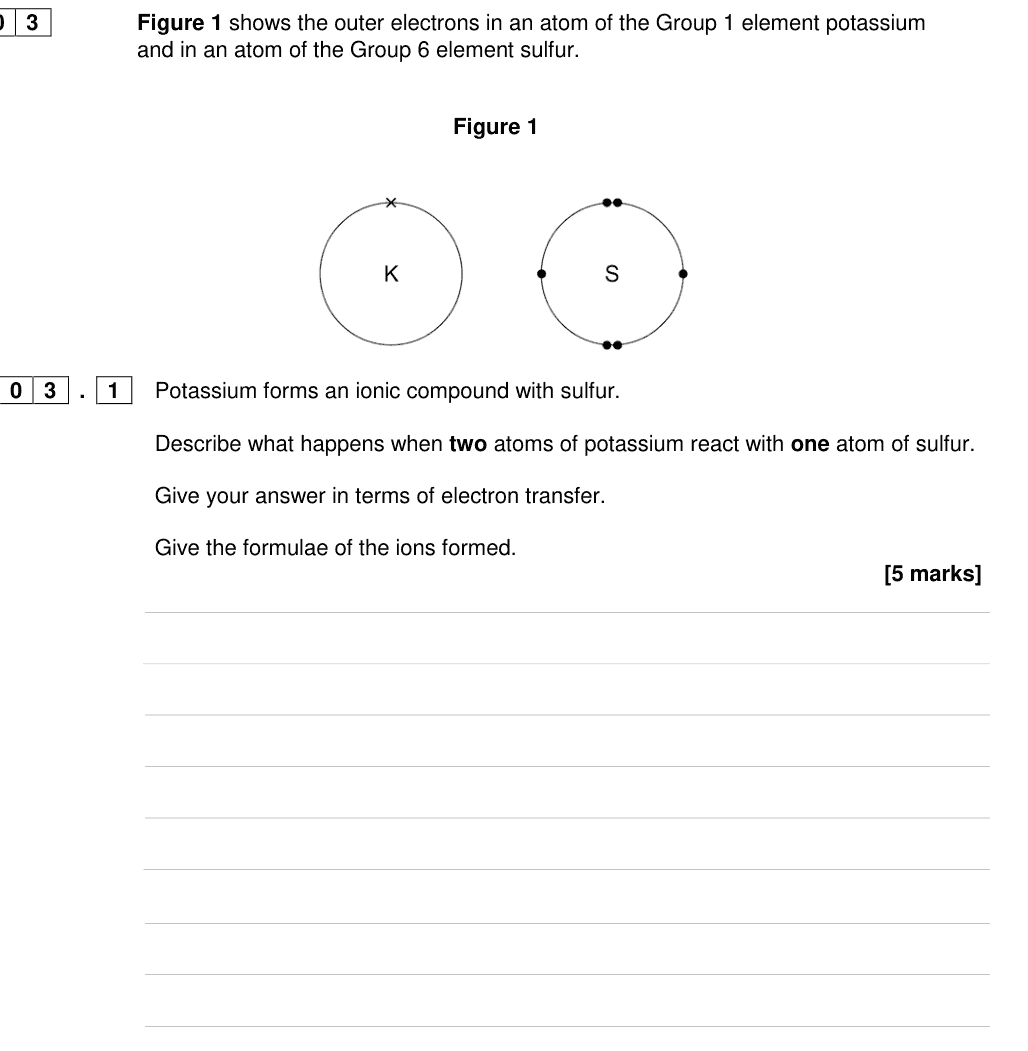 0 3 Figure 1 shows the outer electrons in an atom of the Group 1 element potassium
and in an atom of the Group 6 element sulfur.
Figure 1
K S
0 3 . 1 Potassium forms an ionic compound with sulfur.
Describe what happens when two atoms of potassium react with one atom of sulfur.
Give your answer in terms of electron transfer.
Give the formulae of the ions formed.
[5 marks]